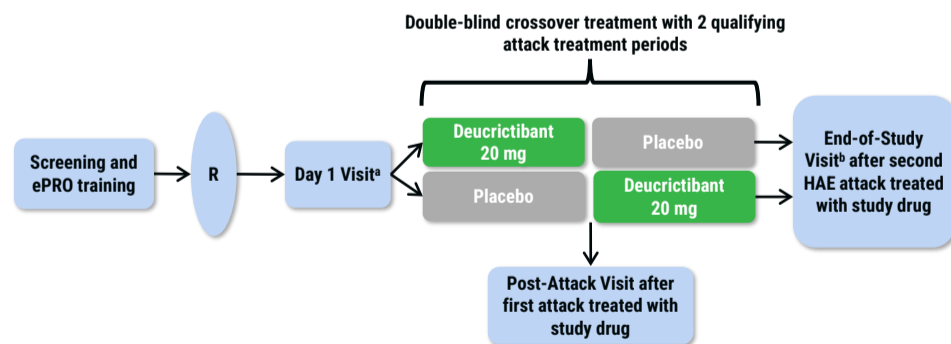 Double-blind crossover treatment with 2 qualifying
attack treatment periods
Screening and
ePRO training
R
Day 1 Visitᵃ
Deucrictibant
20 mg
Placebo
Placebo
Deucrictibant
20 mg
End-of-Study
Visitᵇ after second
HAE attack treated
with study drug
Post-Attack Visit after
first attack treated with
study drug